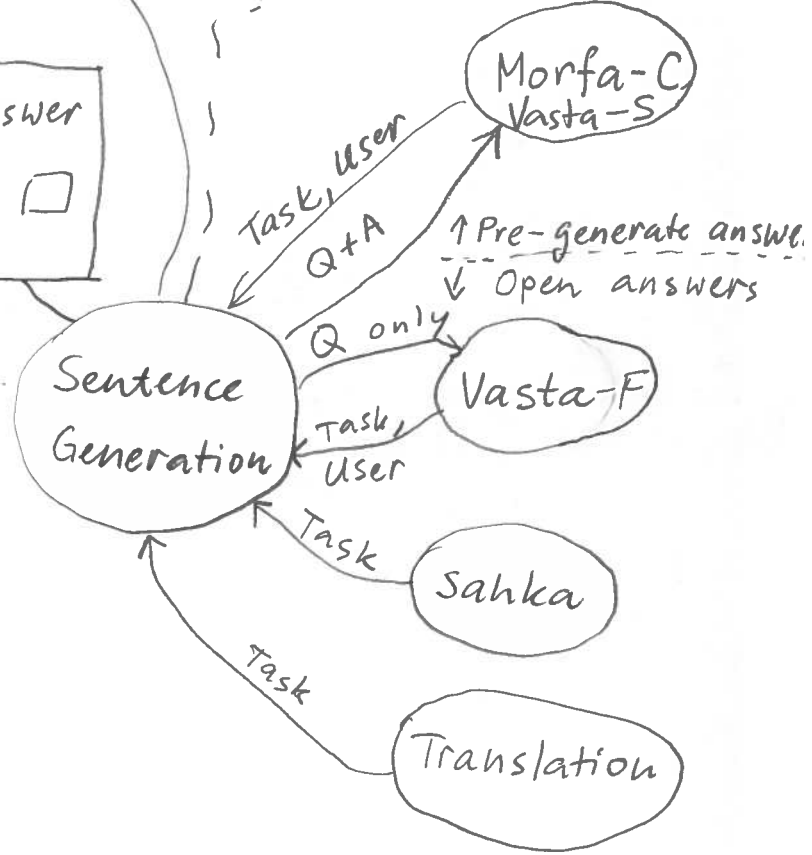 Morfa-C
Vasta-S
swer
Task, User
Q+A
↑ Pre-generate answe
↓ Open answers
Q only
Sentence
Generation
Vasta-F
Task,
User
Task
Sahka
Task
Translation